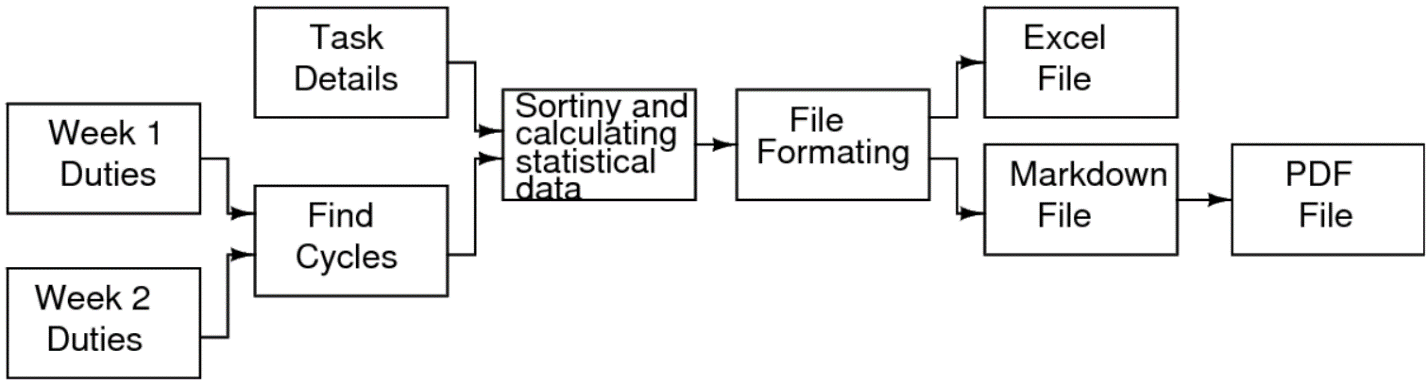 Task
Details
Excel
File
Week 1
Duties
Sortiny and
calculating
statistical
data
File
Formating
Markdown
File
PDF
File
Find
Cycles
Week 2
Duties